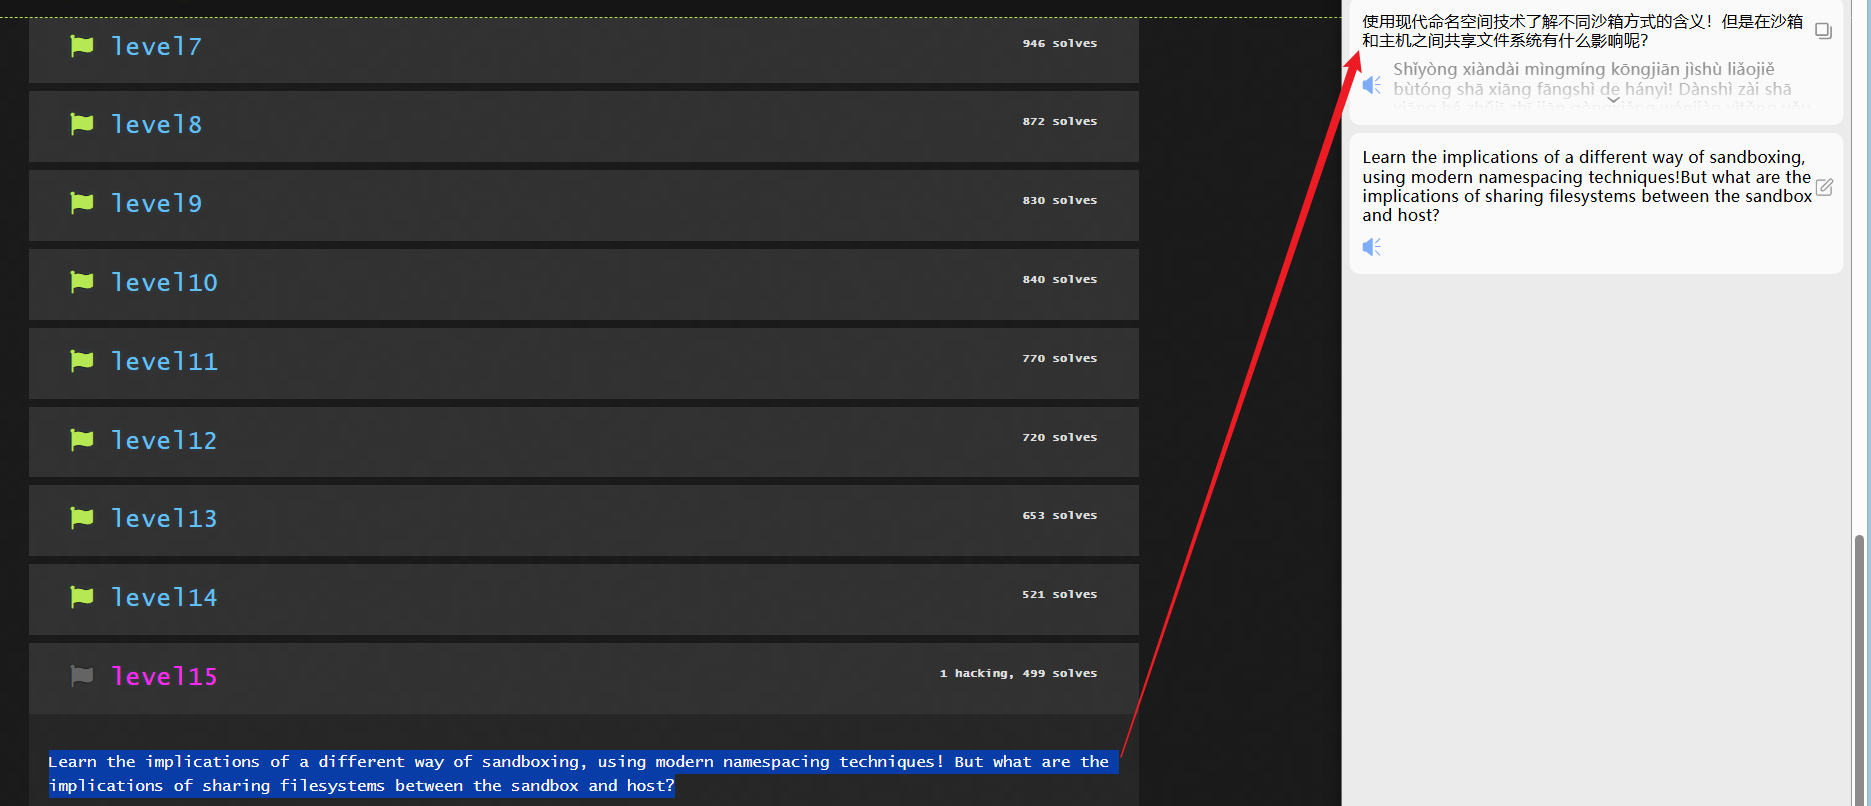 level7
946 solves
level8
872 solves
level9
830 solves
level10
840 solves
level11
770 solves
level12
720 solves
level13
653 solves
level14
521 solves
level15
1 hacking, 499 solves
Learn the implications of a different way of sandboxing, using modern namespacing techniques! But what are the
implications of sharing filesystems between the sandbox and host?
使用现代命名空间技术了解不同沙箱方式的含义！但是在沙箱
和主机之间共享文件系统有什么影响呢?
Shǐyòng xiàndài mìngmíng kōngjiān jìshù liǎojiě
bùtóng shā xiāng fāngshì de hányì! Dànshì zài shā
Learn the implications of a different way of sandboxing,
using modern namespacing techniques!But what are the
implications of sharing filesystems between the sandbox
and host?